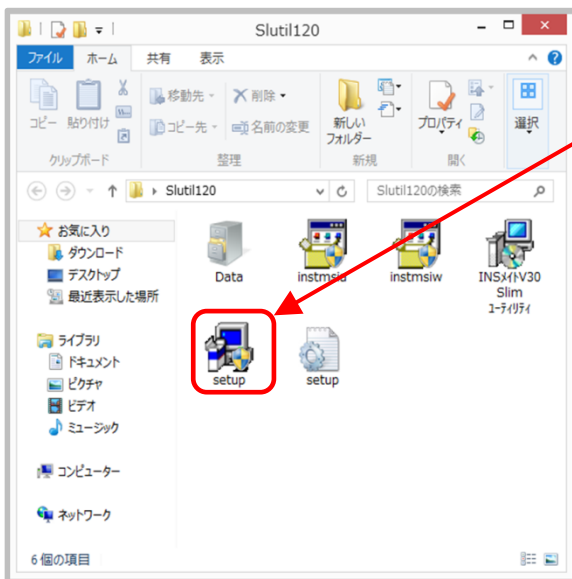 Slutil120
ファイル ホーム 共有 表示
コピー 貼り付け
移動先
コピー先
削除
名前の変更
新しい
フォルダー
プロパティ
選択
クリップボード 整理 新規 開く
Slutil120
Slutil120の検索
お気に入り
ダウンロード
デスクトップ
最近表示した場所
ライブラリ
ドキュメント
ピクチャ
ビデオ
ミュージック
コンピューター
ネットワーク
Data
instmsia
instmsiw
INSメイトV30
Slim
ユーティリティ
setup
setup
6 個の項目